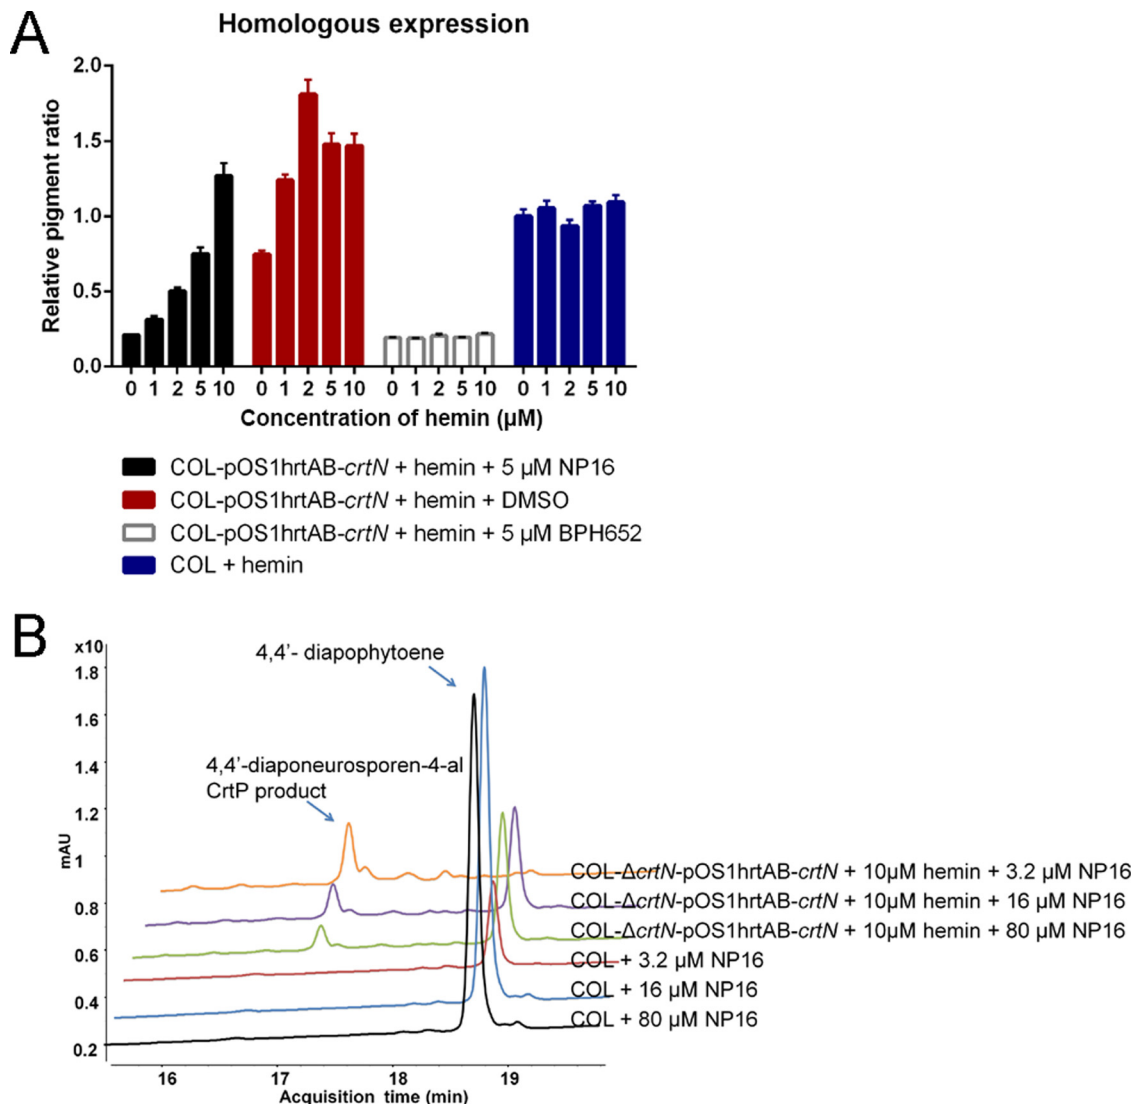 A
Homologous expression
Relative pigment ratio
2.0
1.5
1.0
0.5
0.0
0 1 2 5 10 0 1 2 5 10 0 1 2 5 10 0 1 2 5 10
Concentration of hemin (µM)
COL-pOS1hrtAB-crtN + hemin + 5 µM NP16
COL-pOS1hrtAB-crtN + hemin + DMSO
COL-pOS1hrtAB-crtN + hemin + 5 µM BPH652
COL + hemin
B
x10
1.8
1.6
1.4
1.2
1
0.8
0.6
0.4
0.2
mAU
4,4’- diapophytoene
4,4’-diaponeurosporen-4-al
CrtP product
COL-ΔcrtN-pOS1hrtAB-crtN + 10µM hemin + 3.2 µM NP16
COL-ΔcrtN-pOS1hrtAB-crtN + 10µM hemin + 16 µM NP16
COL-ΔcrtN-pOS1hrtAB-crtN + 10µM hemin + 80 µM NP16
COL + 3.2 µM NP16
COL + 16 µM NP16
COL + 80 µM NP16
16 17 18 19
Acquisition time (min)